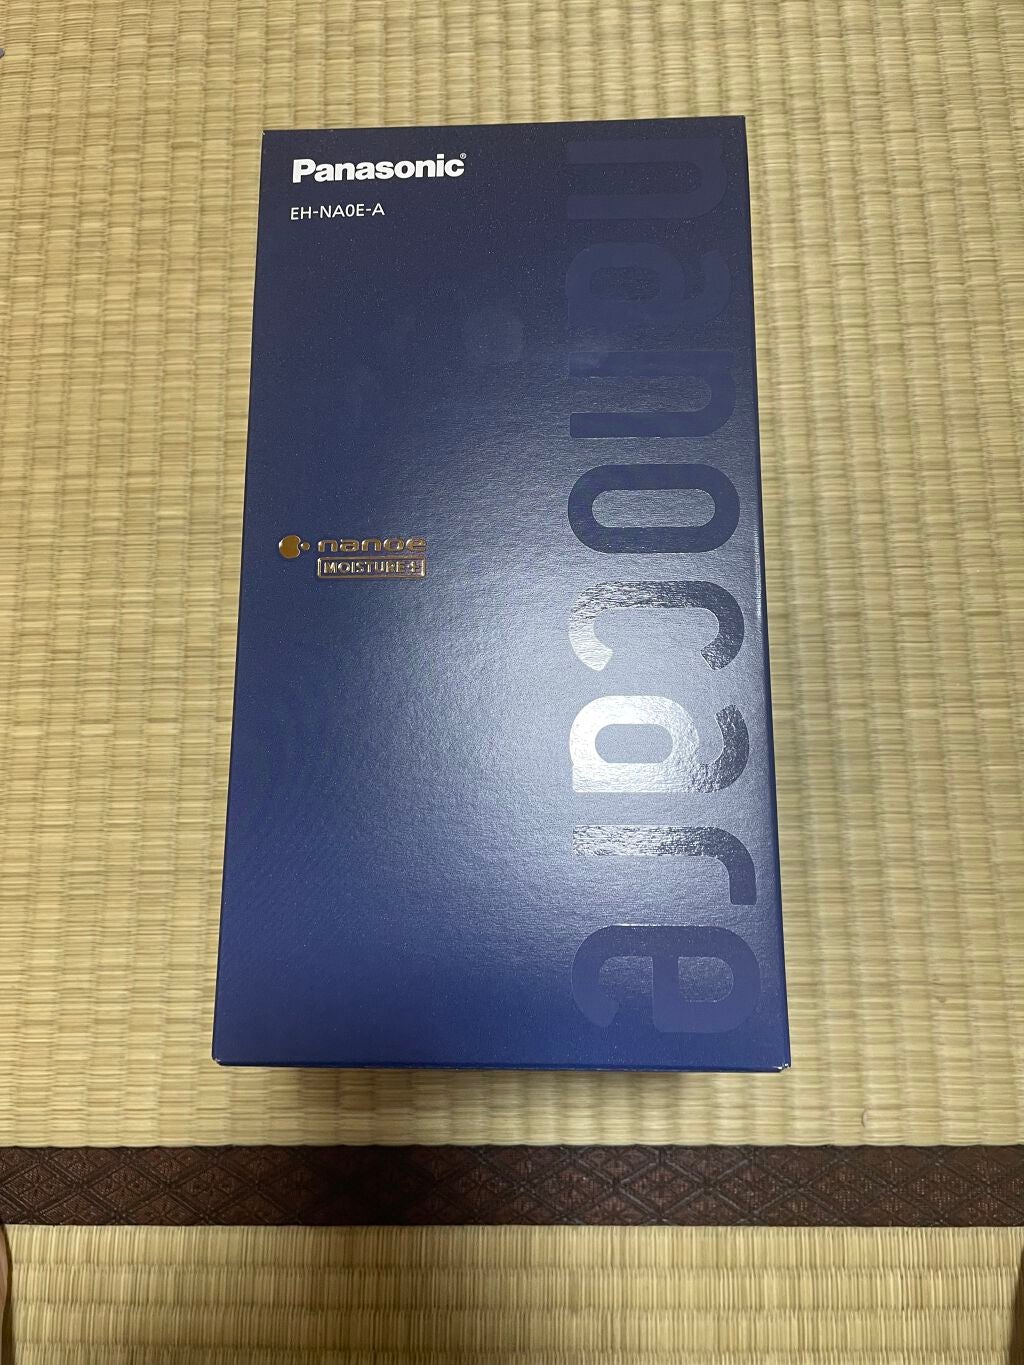 Panasonic®
EH-NA0E-A
nanoe
MOISTURE+
nanocare